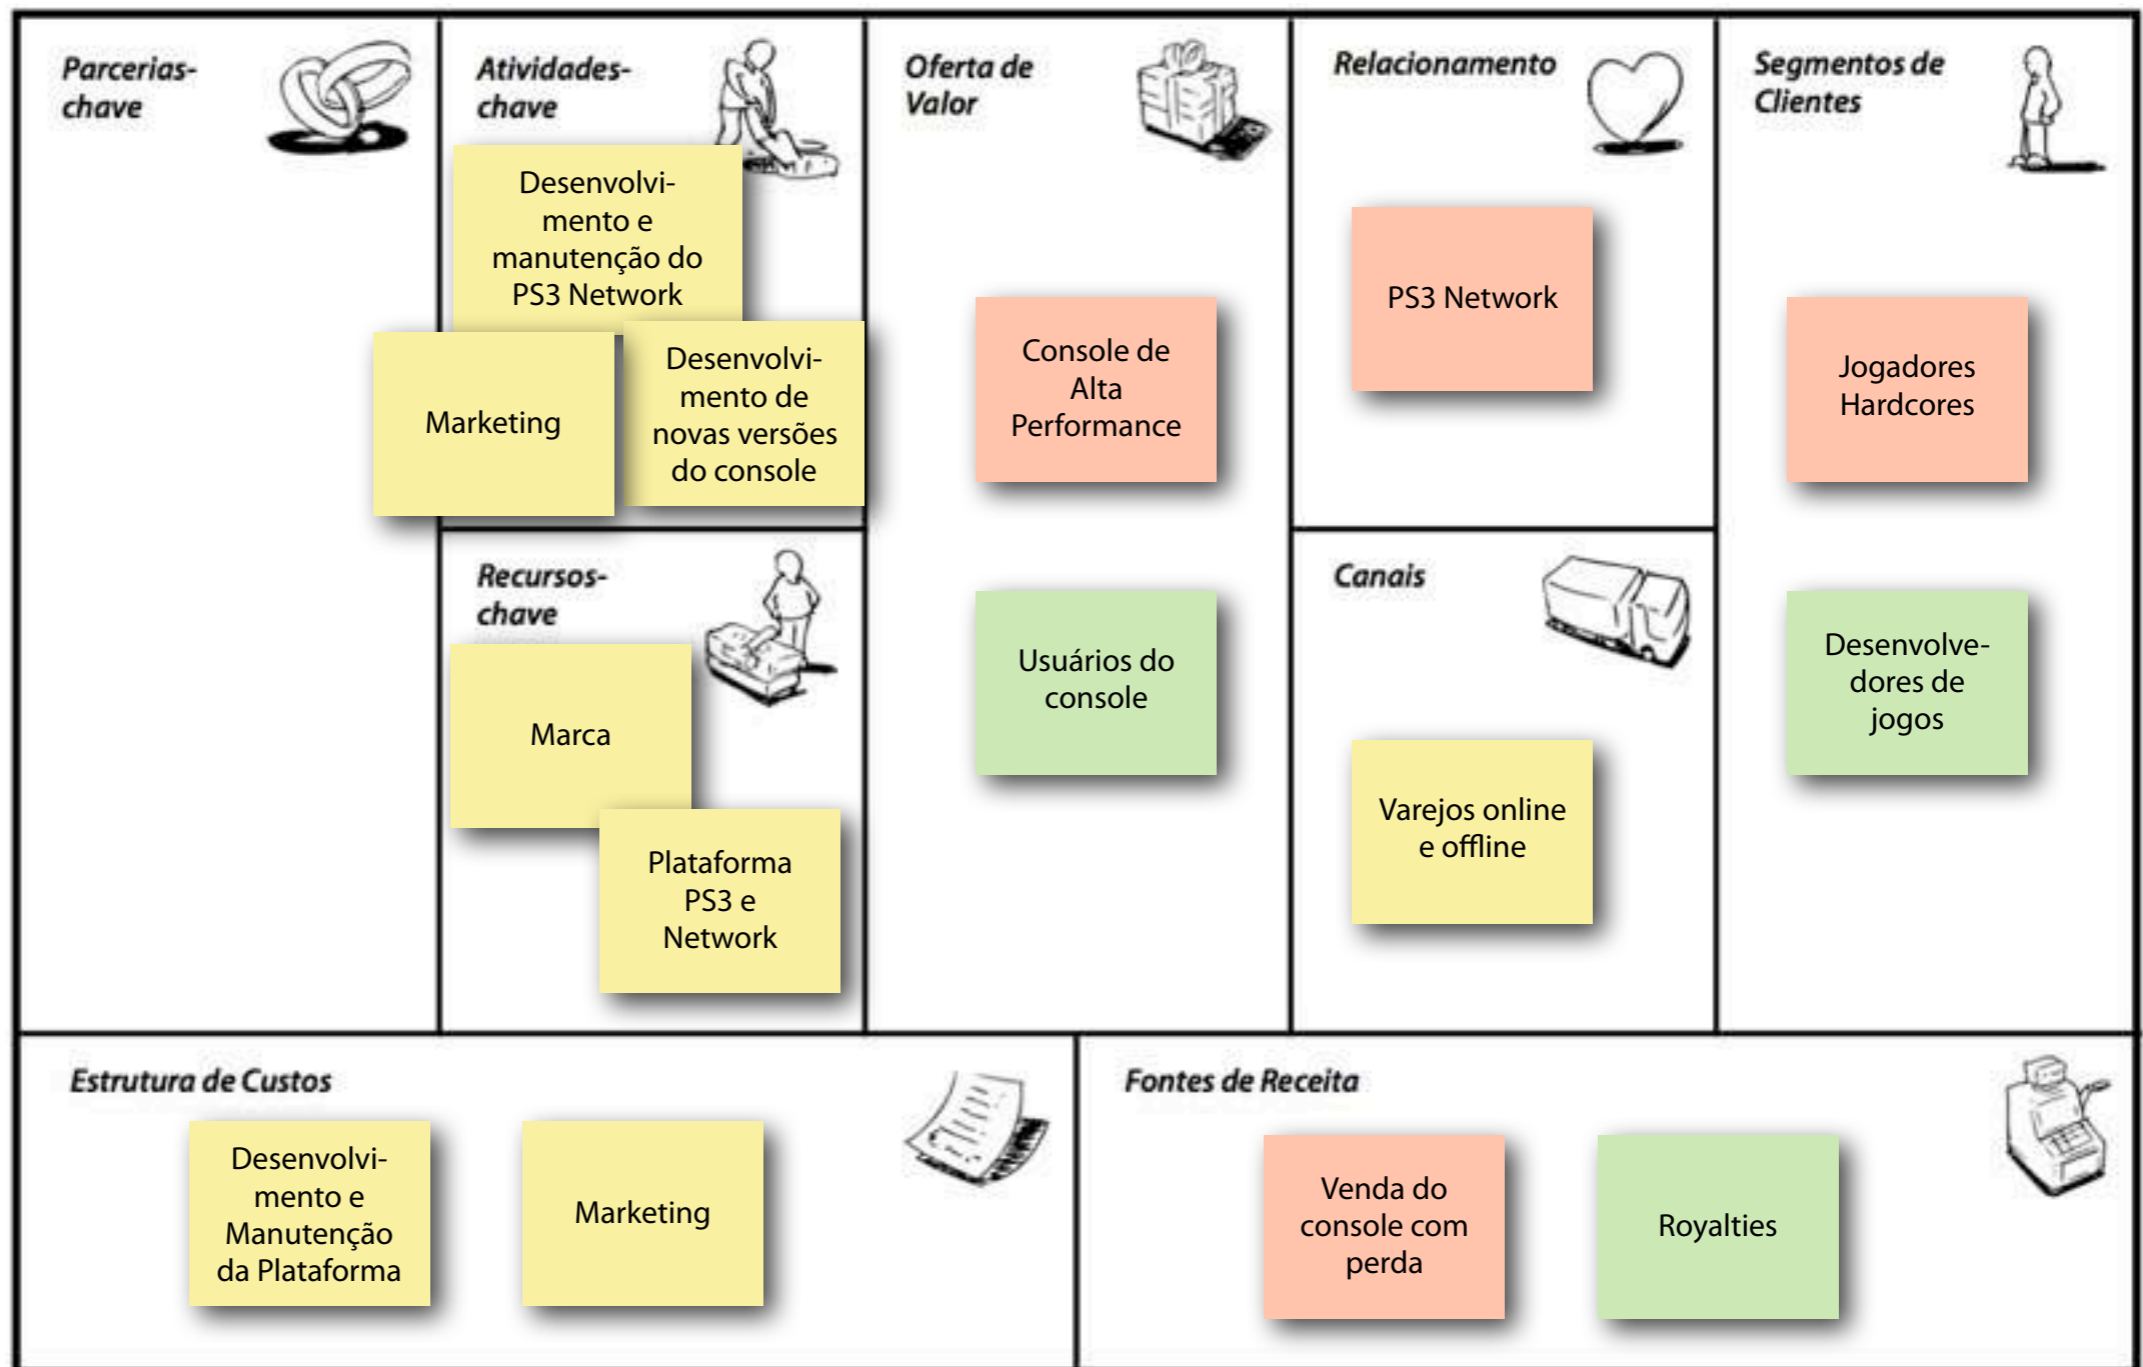 Parcerias-
chave
Atividades-
chave
Desenvolvi-
mento e
manutenção do
PS3 Network
Marketing
Desenvolvi-
mento de
novas versões
do console
Recursos-
chave
Marca
Plataforma
PS3 e
Network
Oferta de
Valor
Console de
Alta
Performance
Usuários do
console
Relacionamento
PS3 Network
Canais
Varejos online
e offline
Segmentos de
Clientes
Jogadores
Hardcores
Desenvolve-
dores de
jogos
Estrutura de Custos
Desenvolvi-
mento e
Manutenção
da Plataforma
Marketing
Fontes de Receita
Venda do
console com
perda
Royalties